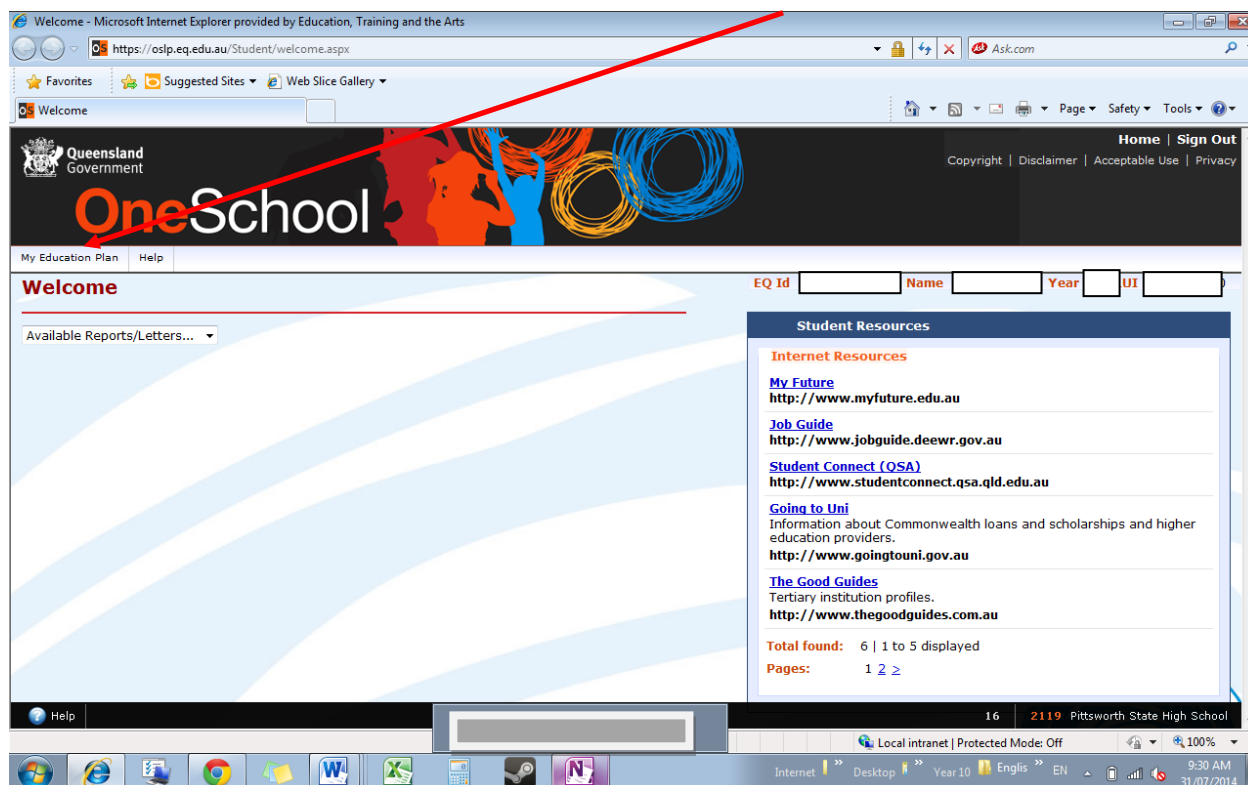 Welcome - Microsoft Internet Explorer provided by Education, Training and the Arts
https://oslp.eq.edu.au/Student/welcome.aspx
Ask.com
Favorites Suggested Sites Web Slice Gallery
Welcome
Page Safety Tools
Queensland Government
Home | Sign Out
Copyright | Disclaimer | Acceptable Use | Privacy
OneSchool
My Education Plan Help
Welcome
EQ Id Name Year UI
Available Reports/Letters...
Student Resources
Internet Resources
My Future
http://www.myfuture.edu.au
Job Guide
http://www.jobguide.deewr.gov.au
Student Connect (QSA)
http://www.studentconnect.qsa.qld.edu.au
Going to Uni
Information about Commonwealth loans and scholarships and higher
education providers.
http://www.goingtouni.gov.au
The Good Guides
Tertiary institution profiles.
http://www.thegoodguides.com.au
Total found: 6 | 1 to 5 displayed
Pages: 1 2 >
Help
16 2119 Pittsworth State High School
Local intranet | Protected Mode: Off 100%
Internet » Desktop » Year 10 Englis » EN 9:30 AM
31/07/2014